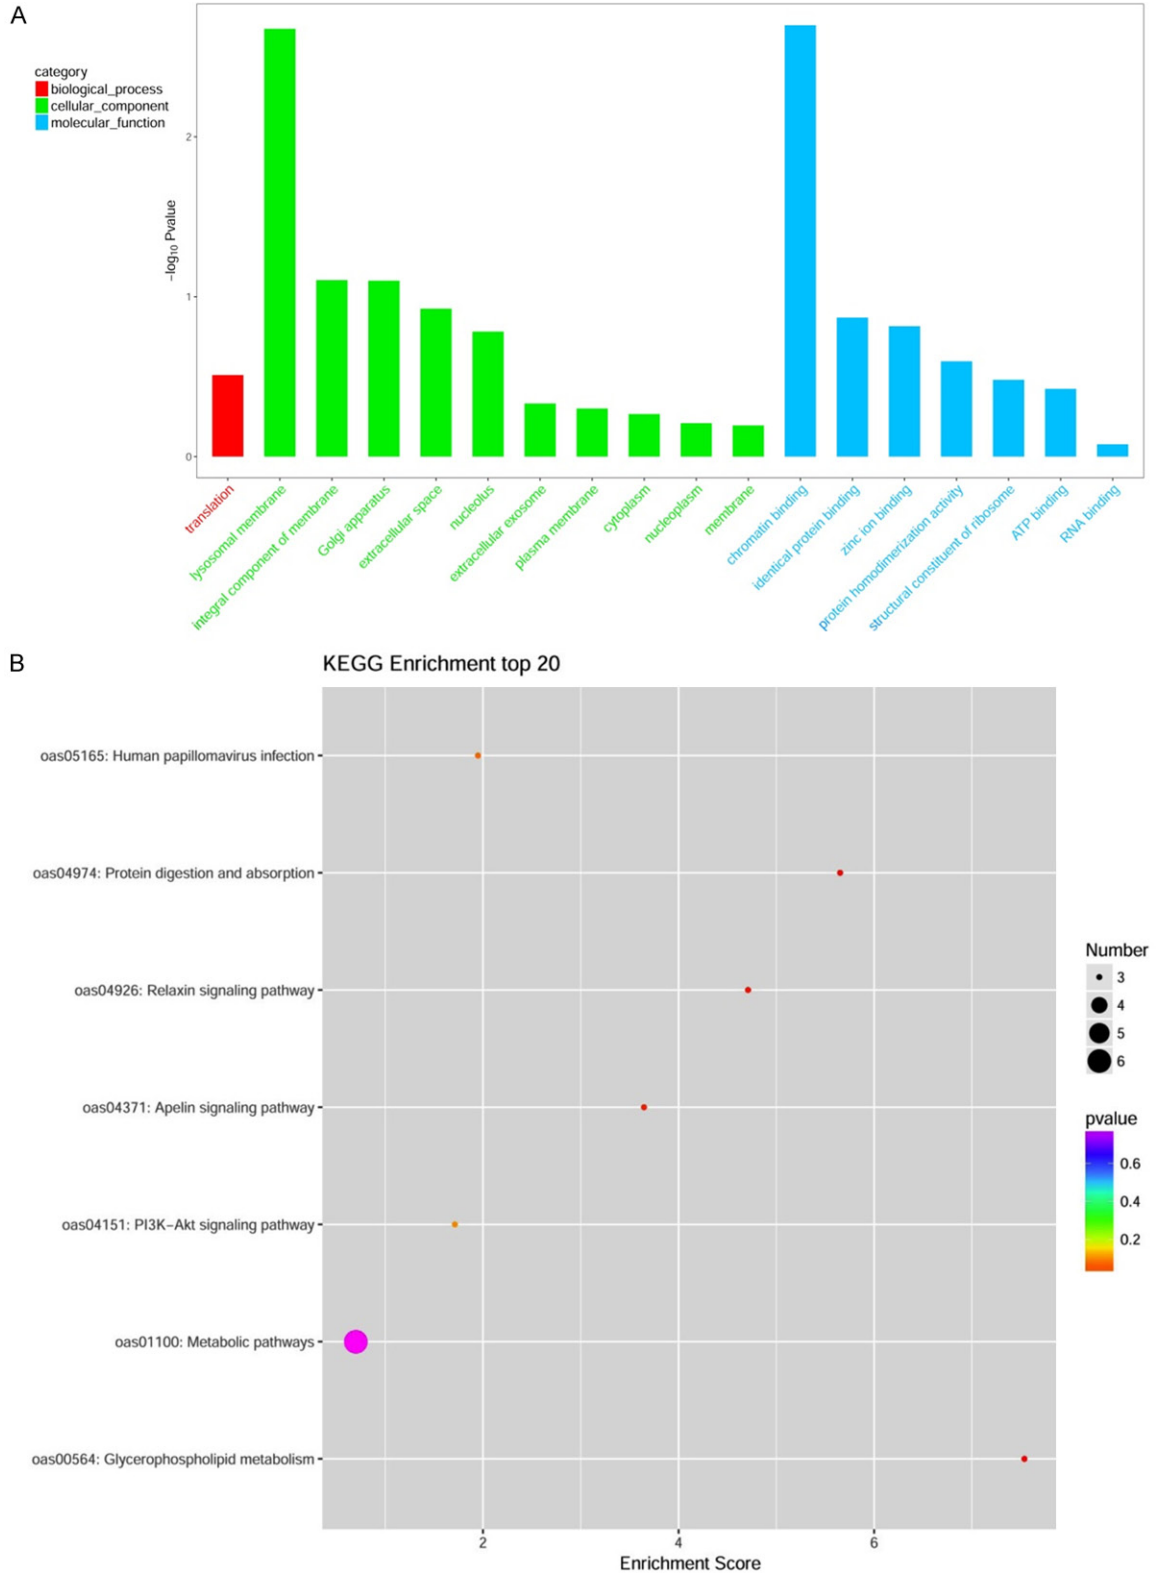 A
category
biological_process
cellular_component
molecular_function
−log10 Pvalue
2
1
0
translation
lysosomal membrane
integral component of membrane
Golgi apparatus
extracellular space
nucleolus
extracellular exosome
plasma membrane
cytoplasm
nucleoplasm
membrane
chromatin binding
identical protein binding
zinc ion binding
protein homodimerization activity
structural constituent of ribosome
ATP binding
RNA binding
B
KEGG Enrichment top 20
oas05165: Human papillomavirus infection
oas04974: Protein digestion and absorption
oas04926: Relaxin signaling pathway
oas04371: Apelin signaling pathway
oas04151: PI3K−Akt signaling pathway
oas01100: Metabolic pathways
oas00564: Glycerophospholipid metabolism
2
4
6
Enrichment Score
Number
3
4
5
6
pvalue
0.6
0.4
0.2